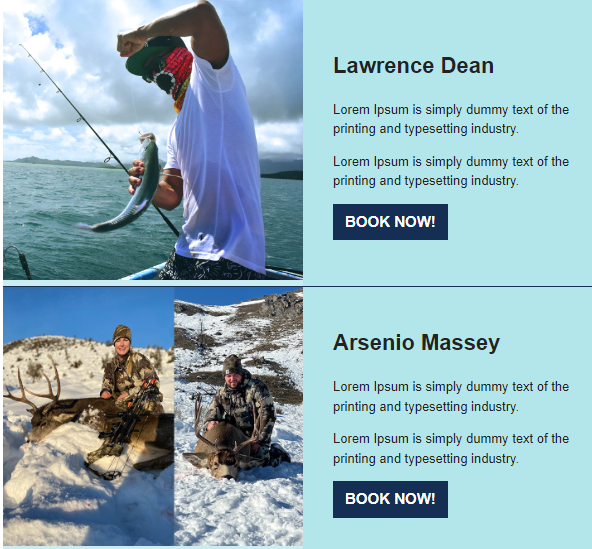 Lawrence Dean
Lorem Ipsum is simply dummy text of the
printing and typesetting industry.
Lorem Ipsum is simply dummy text of the
printing and typesetting industry.
BOOK NOW!
Arsenio Massey
Lorem Ipsum is simply dummy text of the
printing and typesetting industry.
Lorem Ipsum is simply dummy text of the
printing and typesetting industry.
BOOK NOW!